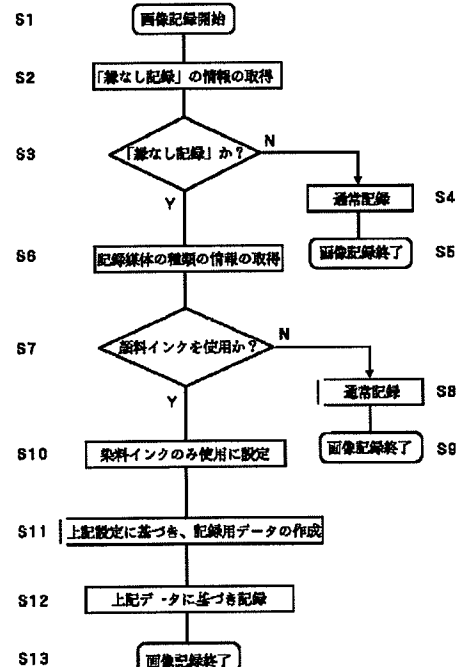 S1 画像記録開始
S2 「縁なし記録」の情報の取得
S3 「縁なし記録」か？ N
Y
通常記録 S4
画像記録終了 S5
S6 記録媒体の種類の情報の取得
S7 顔料インクを使用か？ N
Y
通常記録 S8
画像記録終了 S9
S10 染料インクのみ使用に設定
S11 上記設定に基づき、記録用データの作成
S12 上記データに基づき記録
S13 画像記録終了